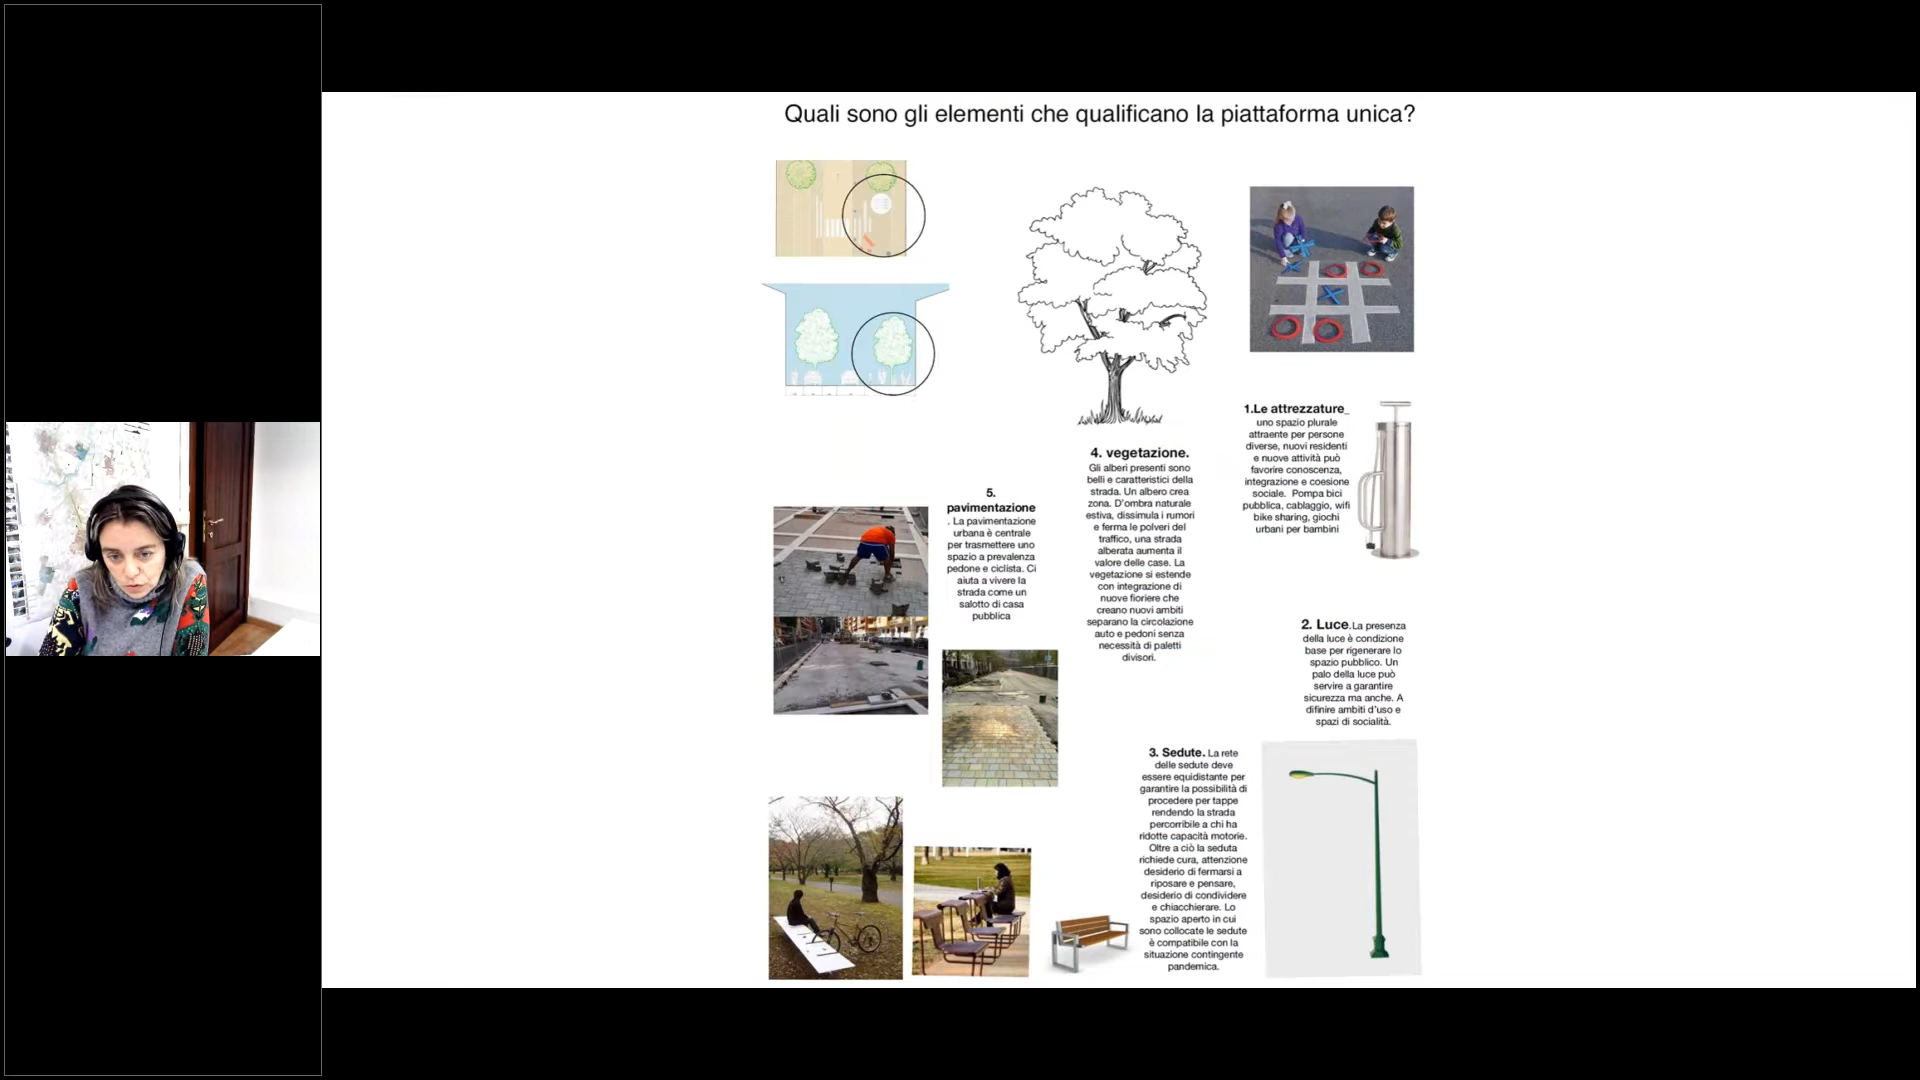 Quali sono gli elementi che qualificano la piattaforma unica?
1.Le attrezzature_
uno spazio plurale
attraente per persone
diverse, nuovi residenti
e nuove attività può
favorire conoscenza,
integrazione e coesione
sociale. Pompa bici
pubblica, cablaggio, wifi
bike sharing, giochi
urbani per bambini
2. Luce.La presenza
della luce è condizione
base per rigenerare lo
spazio pubblico. Un
palo della luce può
servire a garantire
sicurezza ma anche. A
difinire ambiti d'uso e
spazi di socialità.
3. Sedute. La rete
delle sedute deve
essere equidistante per
garantire la possibilità di
procedere per tappe
rendendo la strada
percorribile a chi ha
ridotte capacità motorie.
Oltre a ciò la seduta
richiede cura, attenzione
desiderio di fermarsi a
riposare e pensare,
desiderio di condividere
e chiacchierare. Lo
spazio aperto in cui
sono collocate le sedute
è compatibile con la
situazione contingente
pandemica.
4. vegetazione.
Gli alberi presenti sono
belli e caratteristici della
strada. Un albero crea
zona. D'ombra naturale
estiva, dissimula i rumori
e ferma le polveri del
traffico, una strada
alberata aumenta il
valore delle case. La
vegetazione si estende
con integrazione di
nuove fioriere che
creano nuovi ambiti
separano la circolazione
auto e pedoni senza
necessità di paletti
divisori.
5.
pavimentazione
. La pavimentazione
urbana è centrale
per trasmettere uno
spazio a prevalenza
pedone e ciclista. Ci
aiuta a vivere la
strada come un
salotto di casa
pubblica